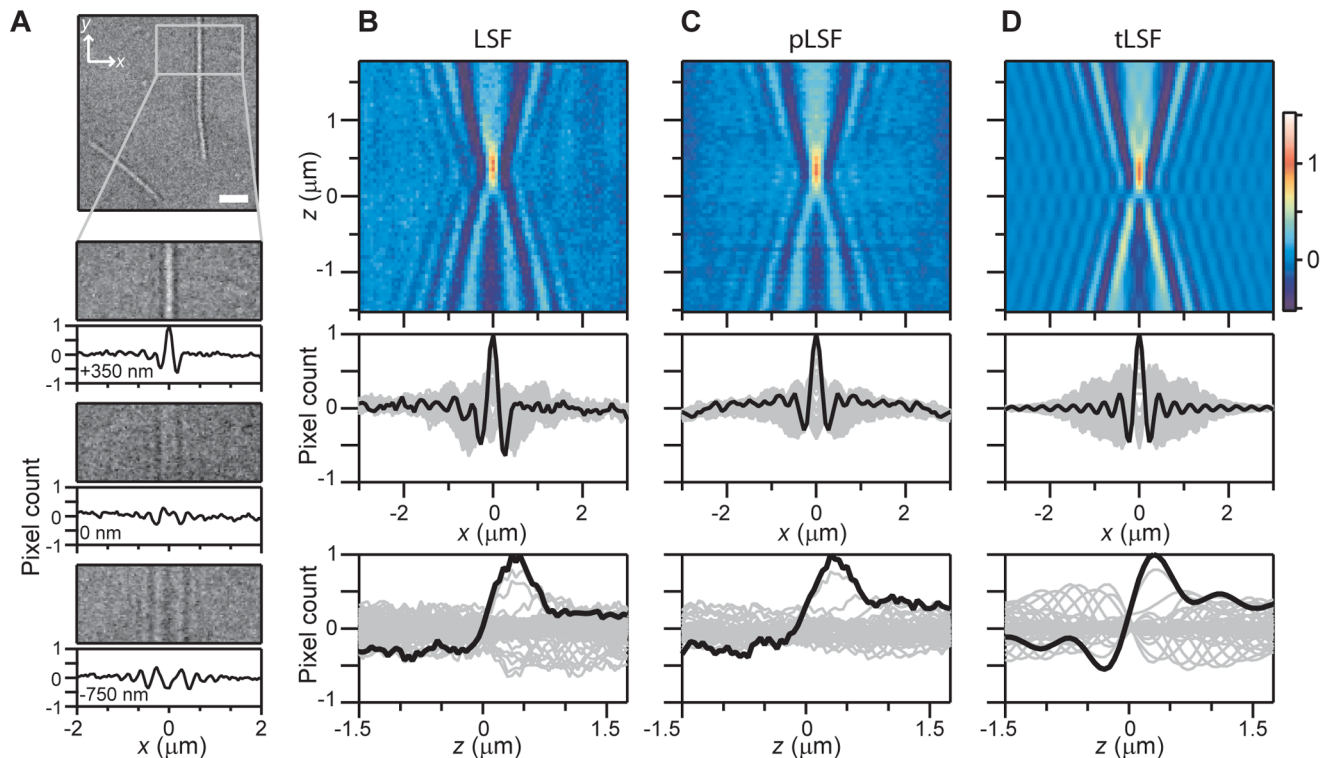 A
B
C
D
LSF
pLSF
tLSF
y
x
z (μm)
1
0
-1
1
0
-2
0
2
-2
0
2
-2
0
2
x (μm)
x (μm)
x (μm)
Pixel count
1
0
-1
+350 nm
1
0
-1
0 nm
1
0
-1
-750 nm
-2
0
2
x (μm)
Pixel count
1
0
-1
Pixel count
1
0
-1
-1.5
0
1.5
-1.5
0
1.5
-1.5
0
1.5
z (μm)
z (μm)
z (μm)